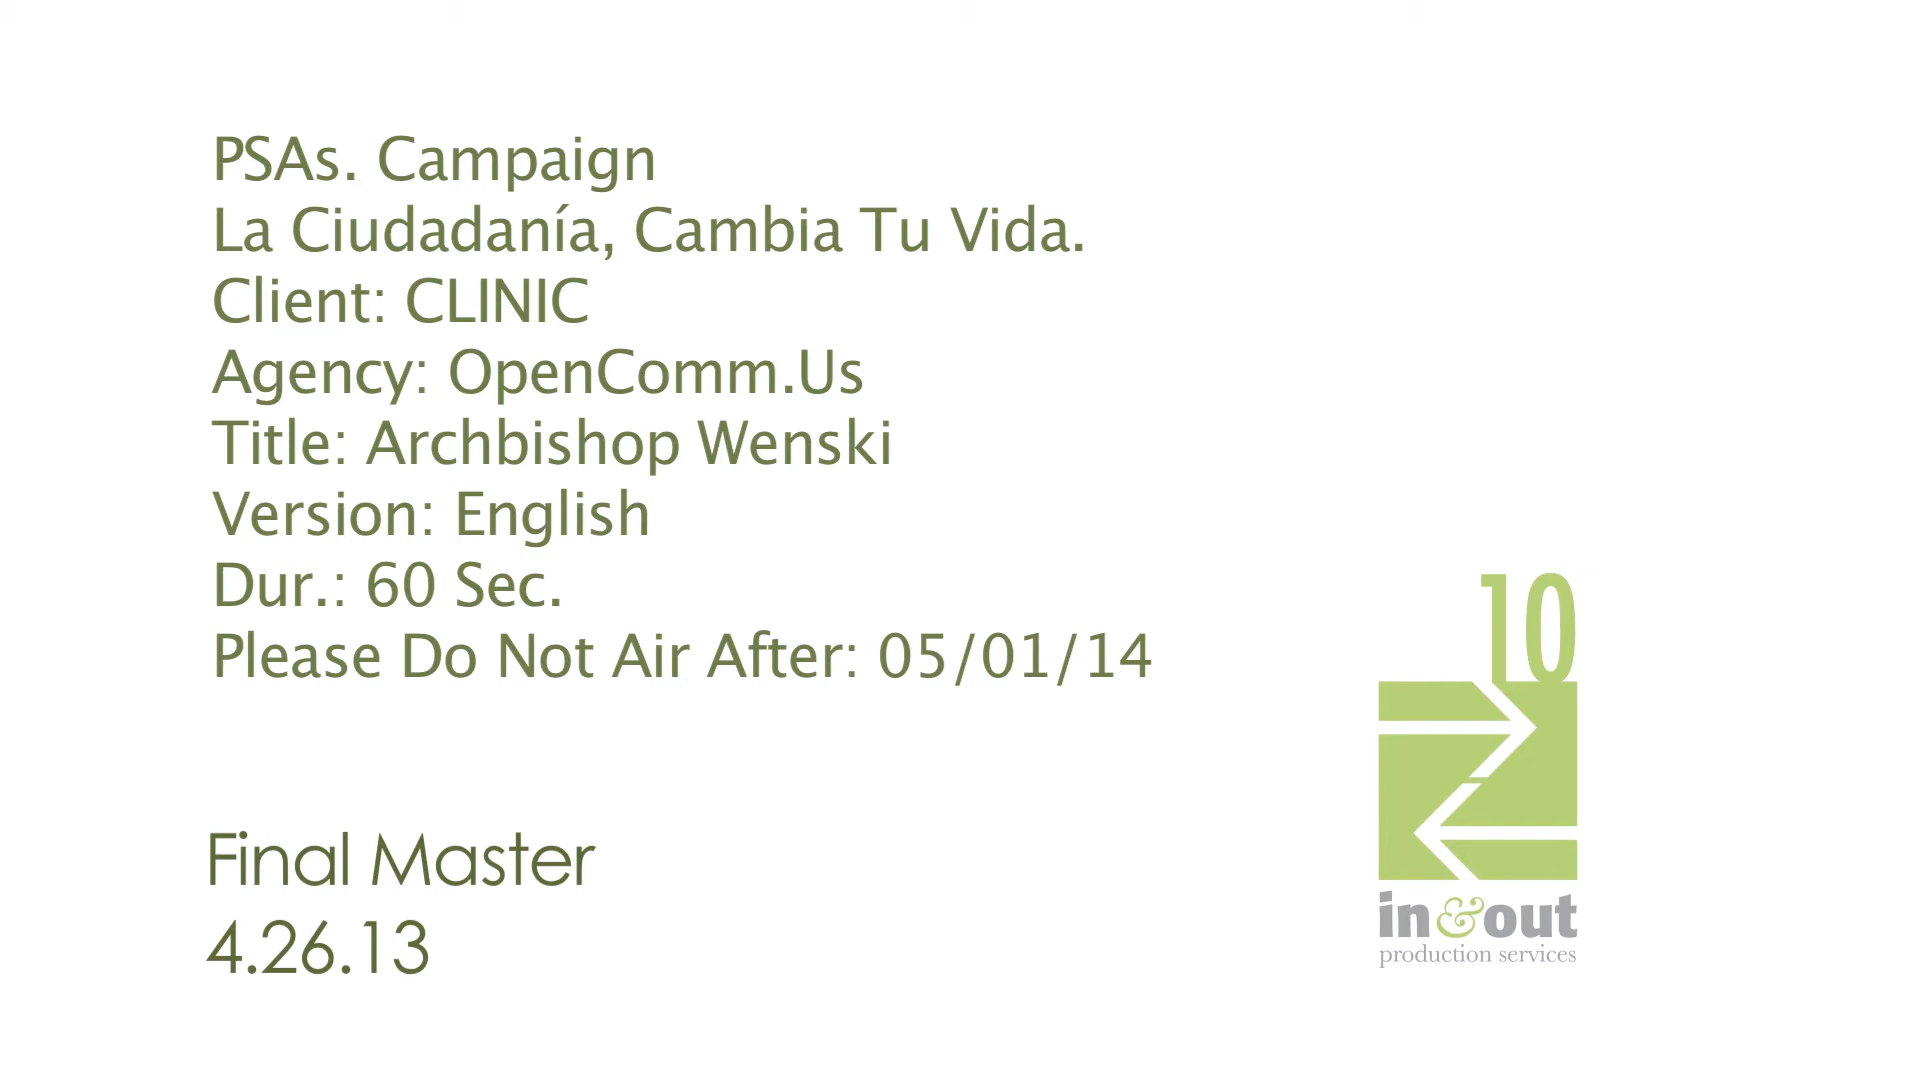 PSAs. Campaign
La Ciudadanía, Cambia Tu Vida.
Client: CLINIC
Agency: OpenComm.Us
Title: Archbishop Wenski
Version: English
Dur.: 60 Sec.
Please Do Not Air After: 05/01/14
Final Master
4.26.13
10
in&out
production services